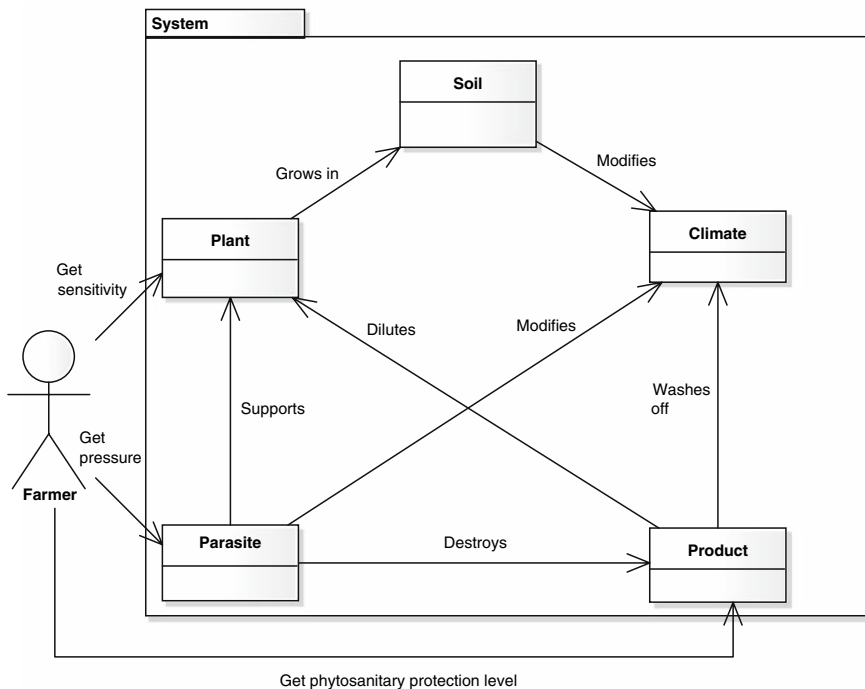 System
Soil
Grows in
Modifies
Plant
Climate
Get
sensitivity
Dilutes
Modifies
Supports
Washes
off
Get
pressure
Farmer
Parasite
Destroys
Product
Get phytosanitary protection level